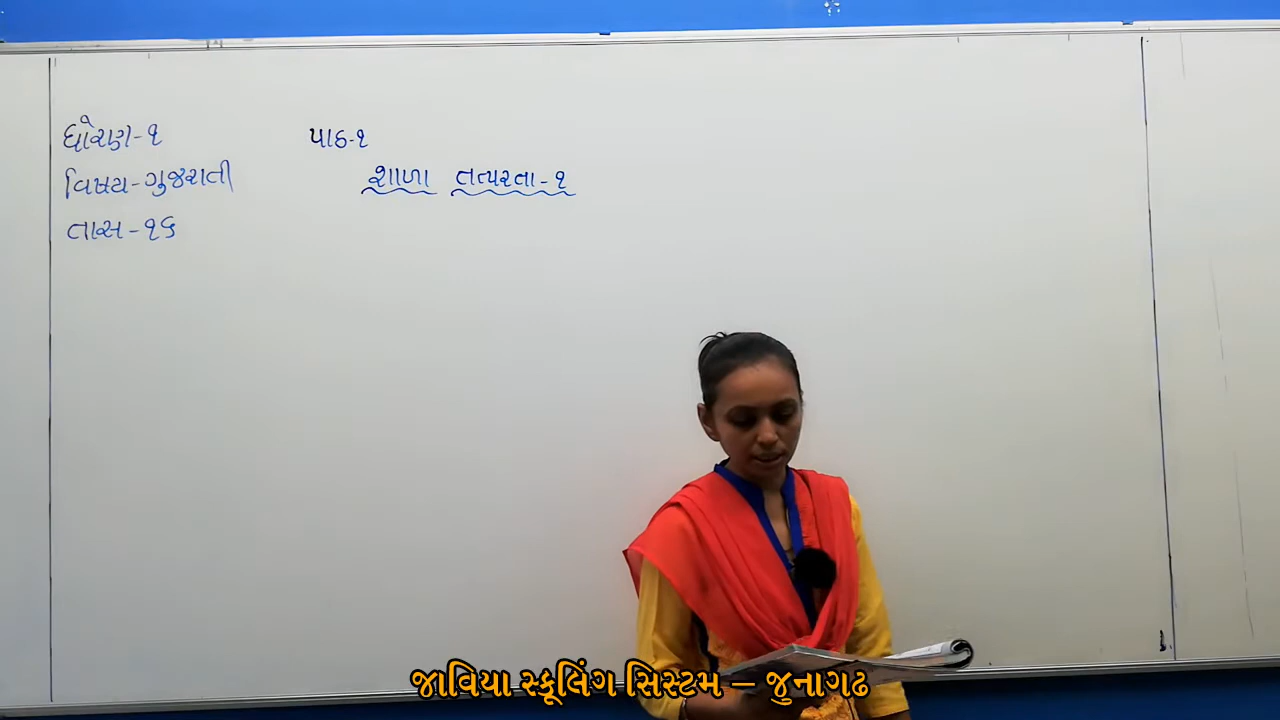 ધોરણ-૧
વિષય-ગુજરાતી
તાસ-૧૬
પાઠ-૧
શાળા તત્પરતા-૧
જાવિયા સ્કૂલિંગ સિસ્ટમ – જુનાગઢ